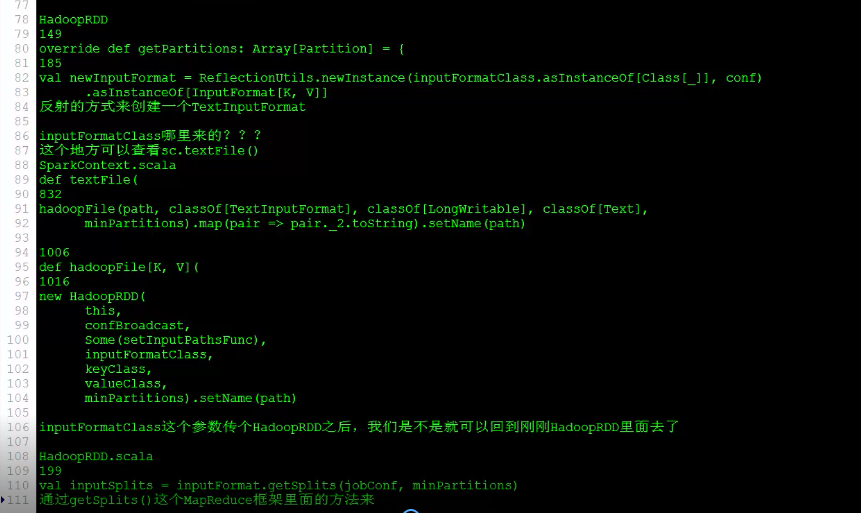 77
78 HadoopRDD
79 149
80 override def getPartitions: Array[Partition] = {
81 185
82 val newInputFormat = ReflectionUtils.newInstance(inputFormatClass.asInstanceOf[Class[_]], conf)
83 .asInstanceOf[InputFormat[K, V]]
84 反射的方式来创建一个TextInputFormat
85
86 inputFormatClass哪里来的？？？
87 这个地方可以查看sc.textFile()
88 SparkContext.scala
89 def textFile(
90 832
91 hadoopFile(path, classOf[TextInputFormat], classOf[LongWritable], classOf[Text],
92 minPartitions).map(pair => pair._2.toString).setName(path)
93
94 1006
95 def hadoopFile[K, V](
96 1016
97 new HadoopRDD(
98 this,
99 confBroadcast,
100 Some(setInputPathsFunc),
101 inputFormatClass,
102 keyClass,
103 valueClass,
104 minPartitions).setName(path)
105
106 inputFormatClass这个参数传个HadoopRDD之后，我们是不是就可以回到刚刚HadoopRDD里面去了
107
108 HadoopRDD.scala
109 199
110 val inputSplits = inputFormat.getSplits(jobConf, minPartitions)
111 通过getSplits()这个MapReduce框架里面的方法来